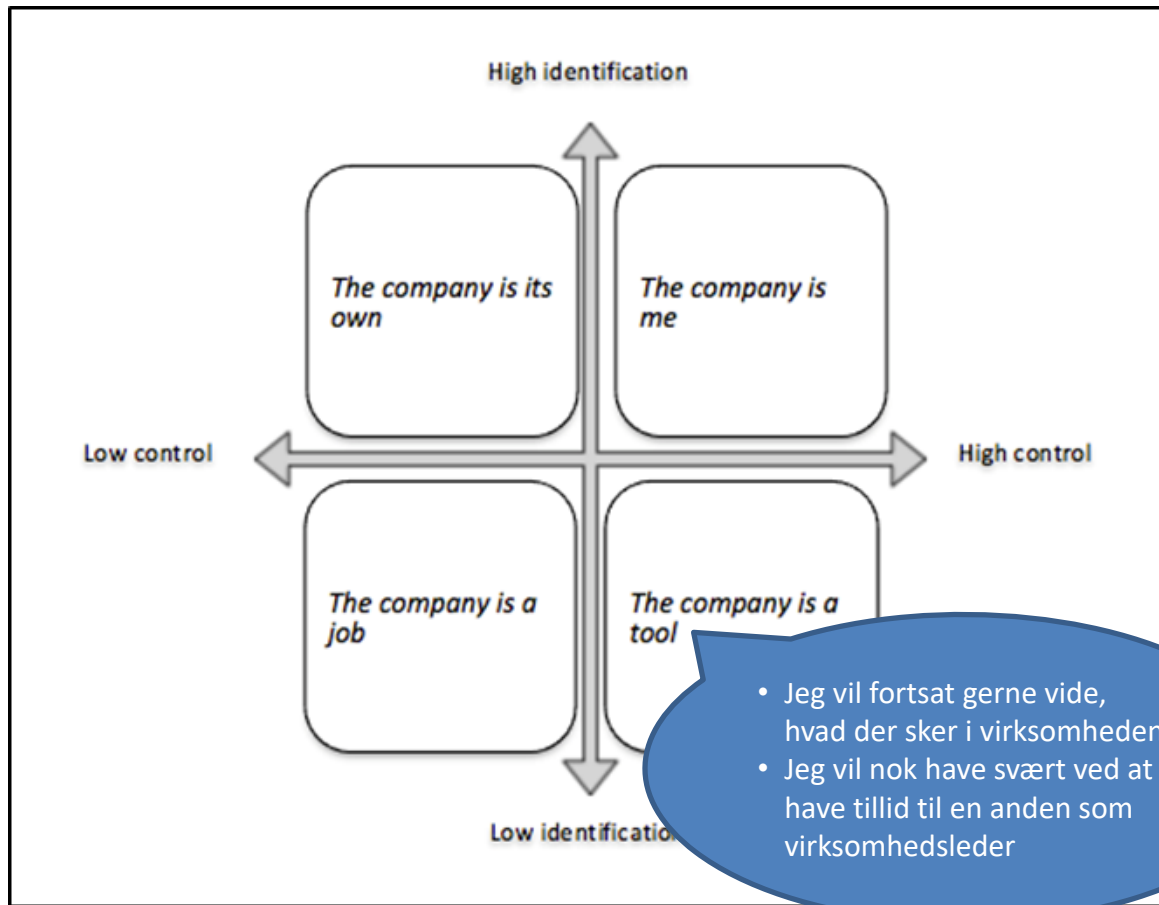 High identification
The company is its
own
The company is
me
Low control
High control
The company is a
job
The company is a
tool
• Jeg vil fortsat gerne vide,
hvad der sker i virksomheden
• Jeg vil nok have svært ved at
have tillid til en anden som
virksomhedsleder
Low identification